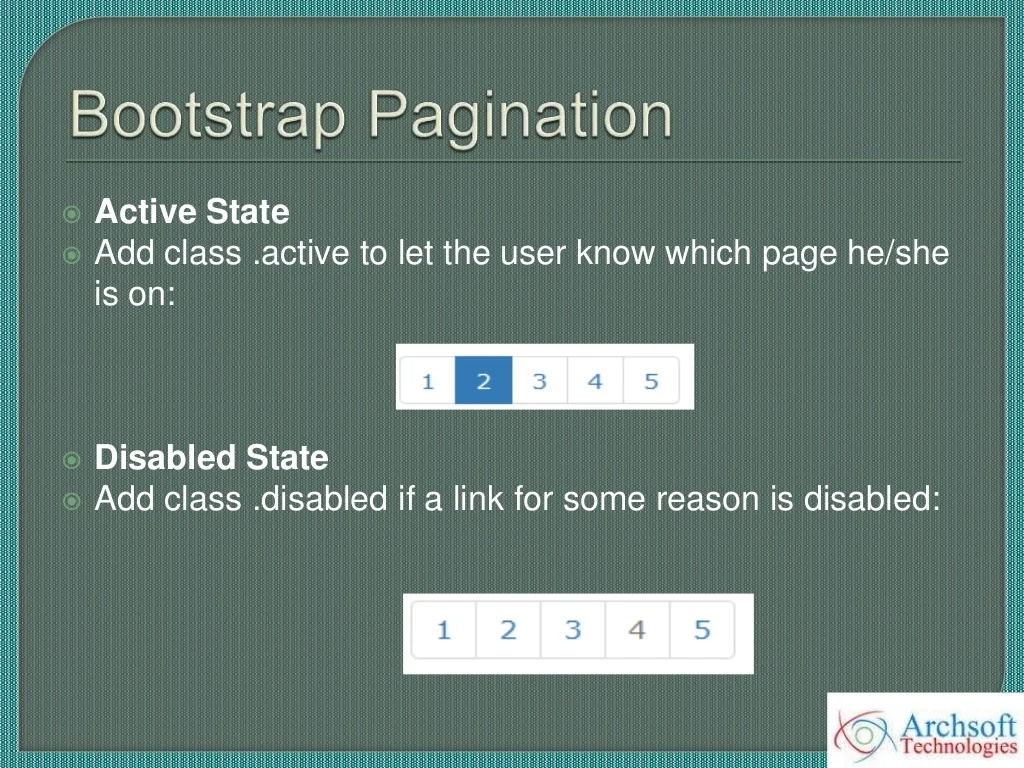 Bootstrap Pagination
Active State
Add class .active to let the user know which page he/she
is on:
1 2 3 4 5
Disabled State
Add class .disabled if a link for some reason is disabled:
1 2 3 4 5
Archsoft
Technologies